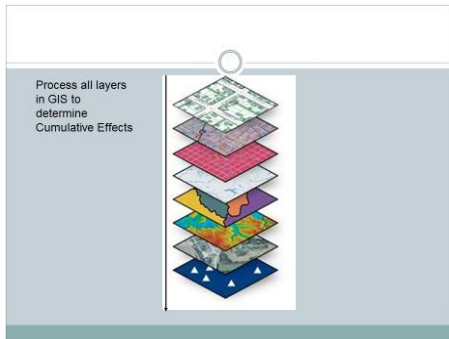 Process all layers
in GIS to
determine
Cumulative Effects